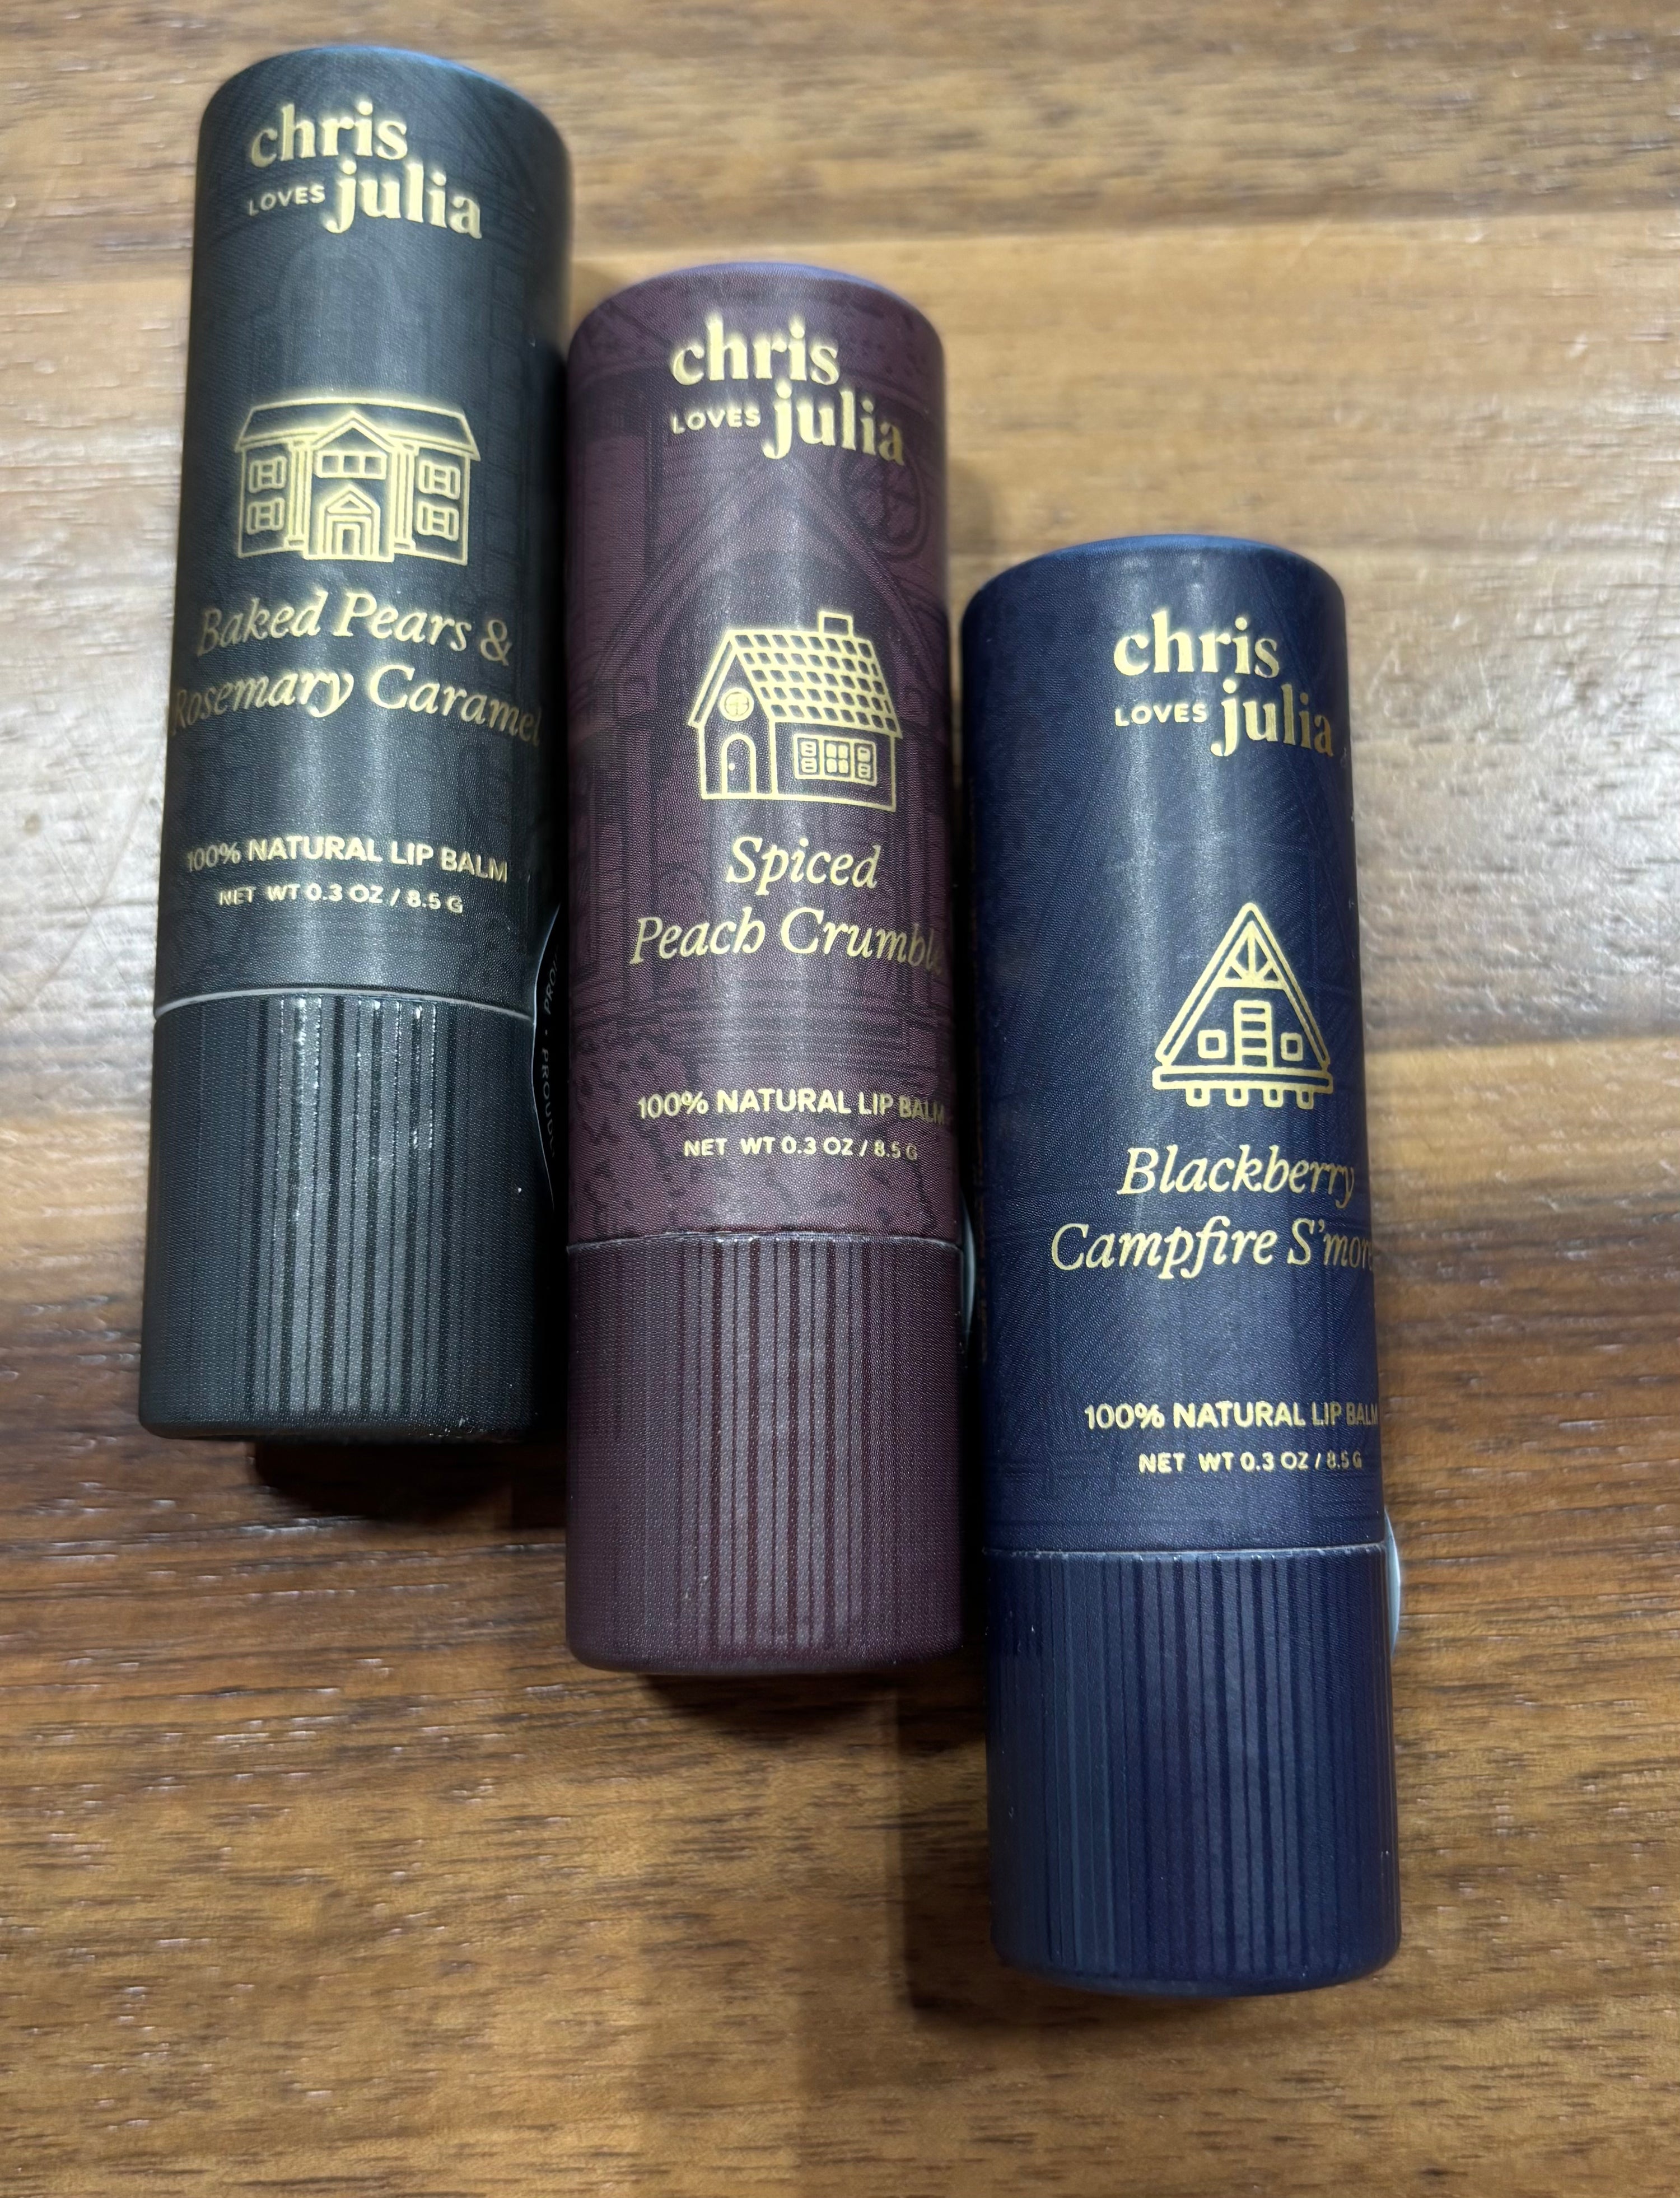 chris
LOVES julia
Baked Pears &
Rosemary Caramel
100% NATURAL LIP BALM
NET WT 0.3 OZ / 8.5 G
chris
LOVES julia
Spiced
Peach Crumble
100% NATURAL LIP BALM
NET WT 0.3 OZ / 8.5 G
chris
LOVES julia
Blackberry
Campfire S'more
100% NATURAL LIP BALM
NET WT 0.3 OZ / 8.5 G